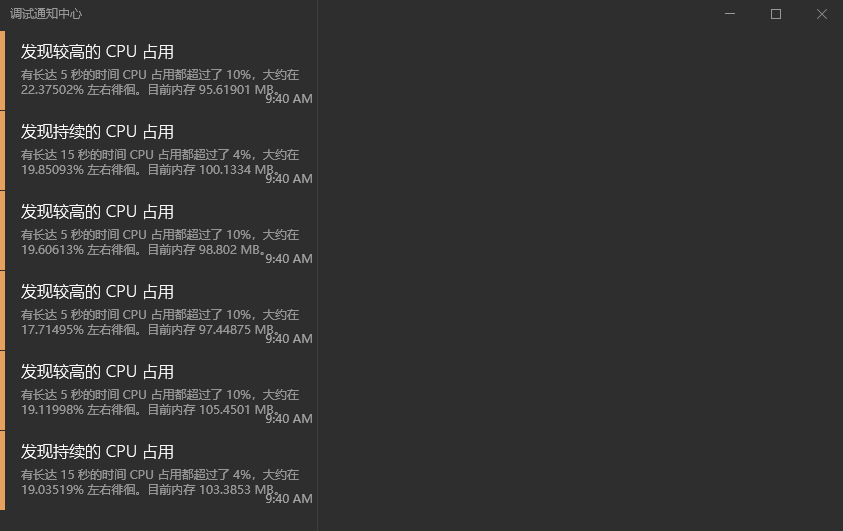 调试通知中心
发现较高的 CPU 占用
有长达 5 秒的时间 CPU 占用都超过了 10%，大约在
22.37502% 左右徘徊。目前内存 95.61901 MB。
9:40 AM
发现持续的 CPU 占用
有长达 15 秒的时间 CPU 占用都超过了 4%，大约在
19.85093% 左右徘徊。目前内存 100.1334 MB。
9:40 AM
发现较高的 CPU 占用
有长达 5 秒的时间 CPU 占用都超过了 10%，大约在
19.60613% 左右徘徊。目前内存 98.802 MB。
9:40 AM
发现较高的 CPU 占用
有长达 5 秒的时间 CPU 占用都超过了 10%，大约在
17.71495% 左右徘徊。目前内存 97.44875 MB。
9:40 AM
发现较高的 CPU 占用
有长达 5 秒的时间 CPU 占用都超过了 10%，大约在
19.11998% 左右徘徊。目前内存 105.4501 MB。
9:40 AM
发现持续的 CPU 占用
有长达 15 秒的时间 CPU 占用都超过了 4%，大约在
19.03519% 左右徘徊。目前内存 103.3853 MB。
9:40 AM